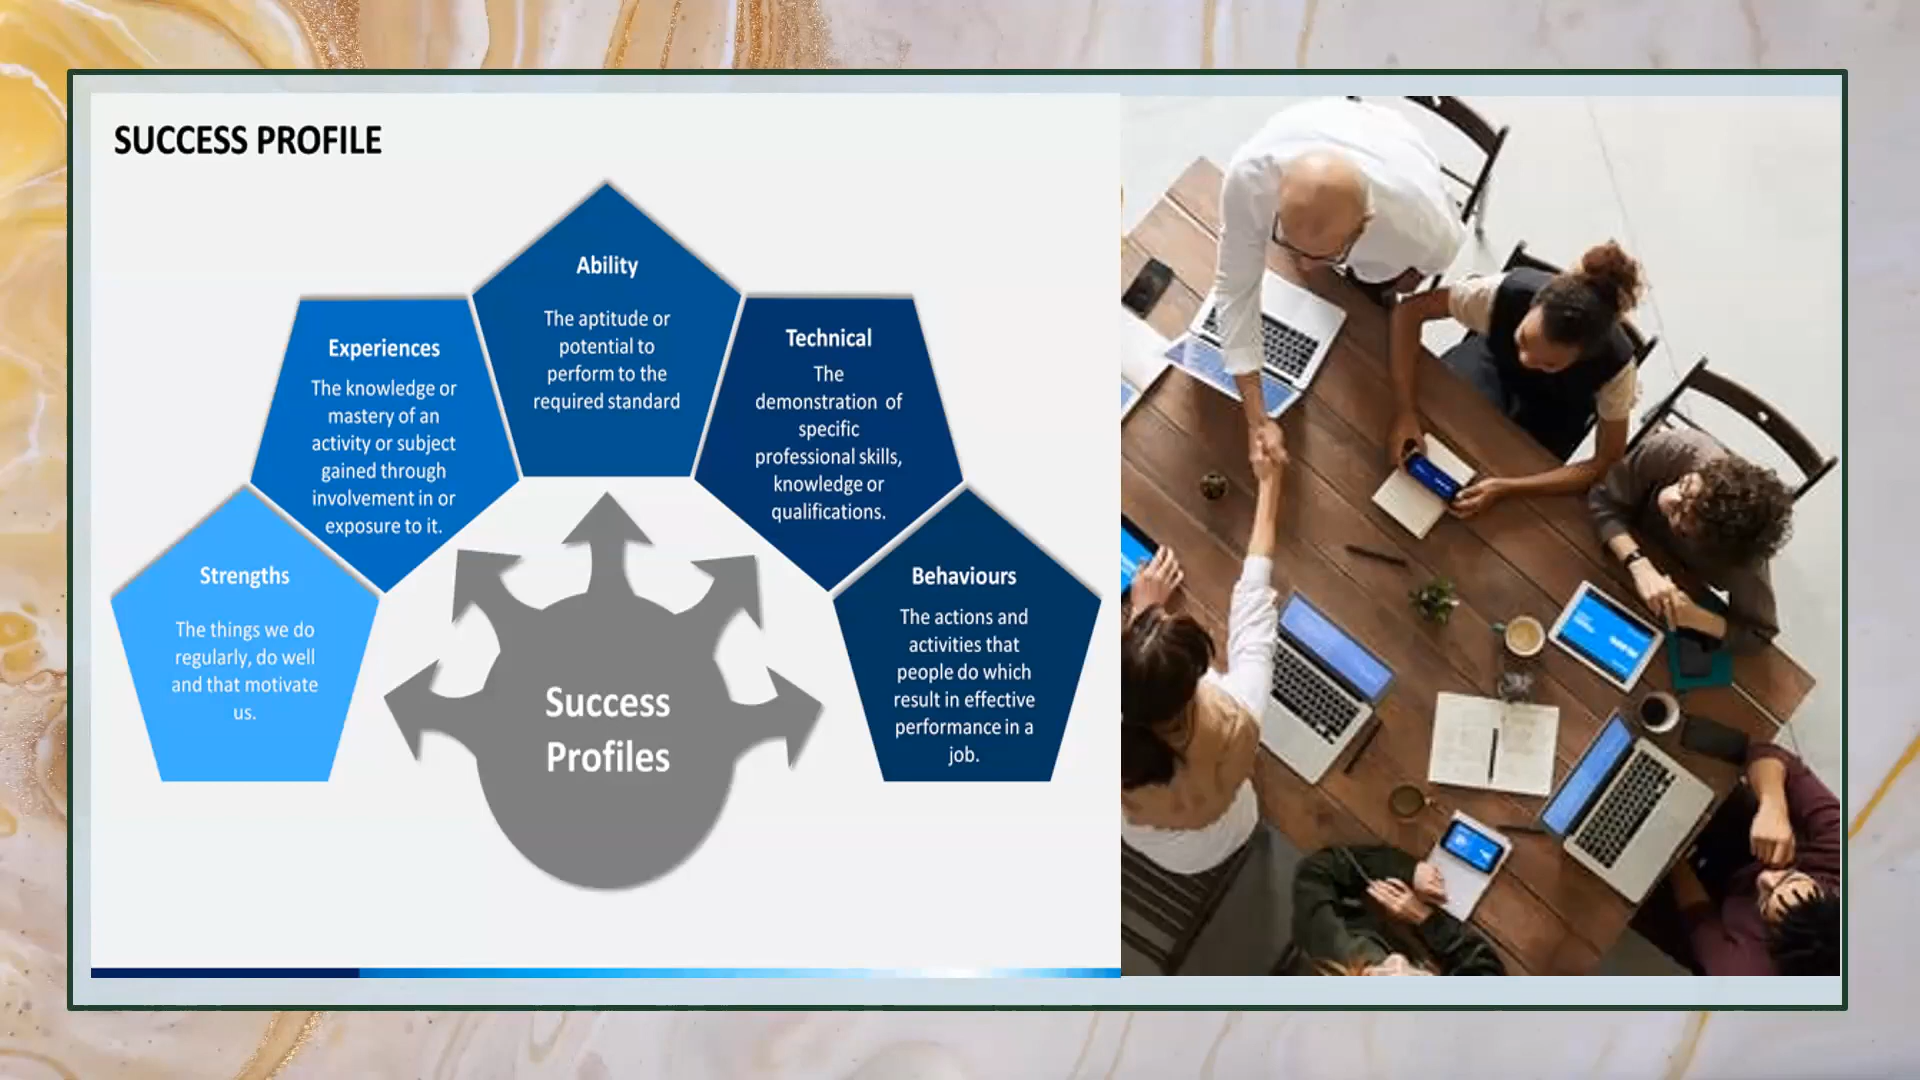 SUCCESS PROFILE
Ability
The aptitude or
potential to
perform to the
required standard
Experiences
The knowledge or
mastery of an
activity or subject
gained through
involvement in or
exposure to it.
Technical
The
demonstration of
specific
professional skills,
knowledge or
qualifications.
Strengths
The things we do
regularly, do well
and that motivate
us.
Behaviours
The actions and
activities that
people do which
result in effective
performance in a
job.
Success
Profiles